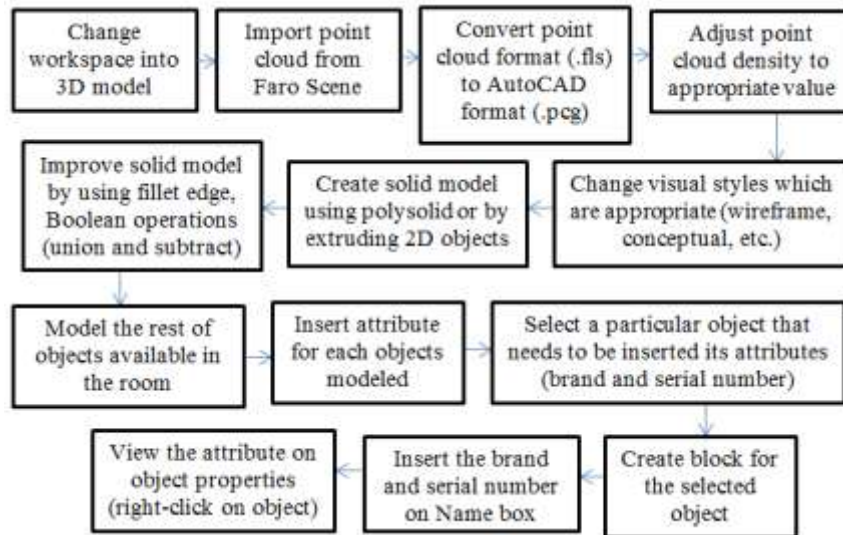 Change
workspace into
3D model
Import point
cloud from
Faro Scene
Convert point
cloud format (.fls)
to AutoCAD
format (.pcg)
Adjust point
cloud density to
appropriate value
Change visual styles which
are appropriate (wireframe,
conceptual, etc.)
Create solid model
using polysolid or by
extruding 2D objects
Improve solid model
by using fillet edge,
Boolean operations
(union and subtract)
Model the rest of
objects available in
the room
Insert attribute
for each objects
modeled
Select a particular object that
needs to be inserted its attributes
(brand and serial number)
Create block for
the selected
object
Insert the brand
and serial number
on Name box
View the attribute on
object properties
(right-click on object)